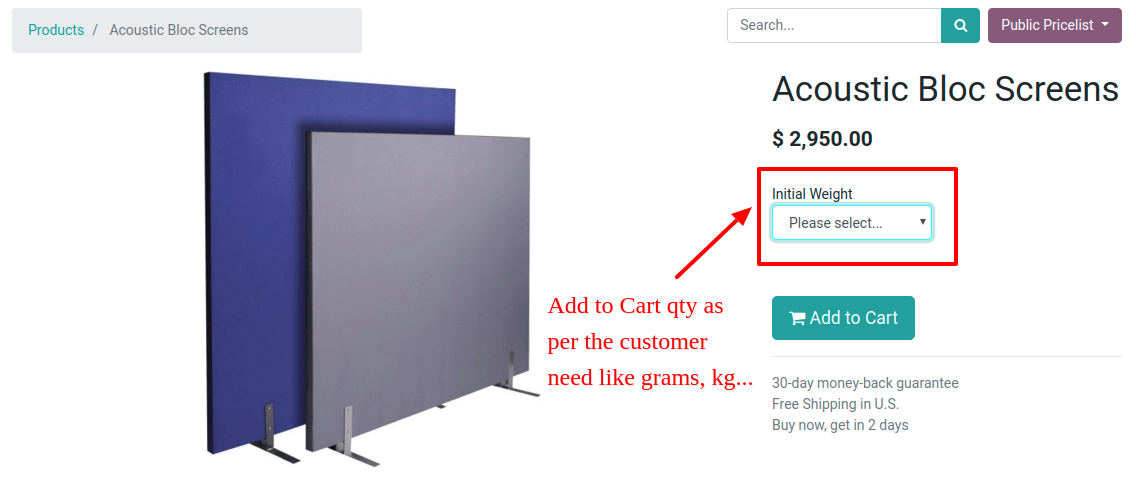 Products / Acoustic Bloc Screens
Search...
Public Pricelist
Acoustic Bloc Screens
$ 2,950.00
Initial Weight
Please select...
Add to Cart qty as
per the customer
need like grams, kg...
Add to Cart
30-day money-back guarantee
Free Shipping in U.S.
Buy now, get in 2 days